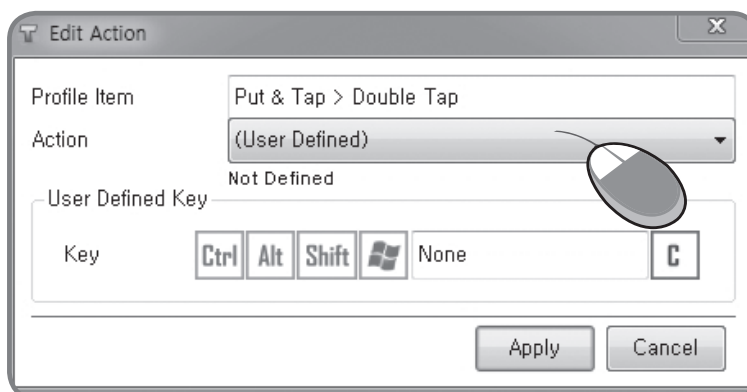 Edit Action
Profile Item Put & Tap > Double Tap
Action (User Defined)
Not Defined
User Defined Key
Key Ctrl Alt Shift None C
Apply Cancel